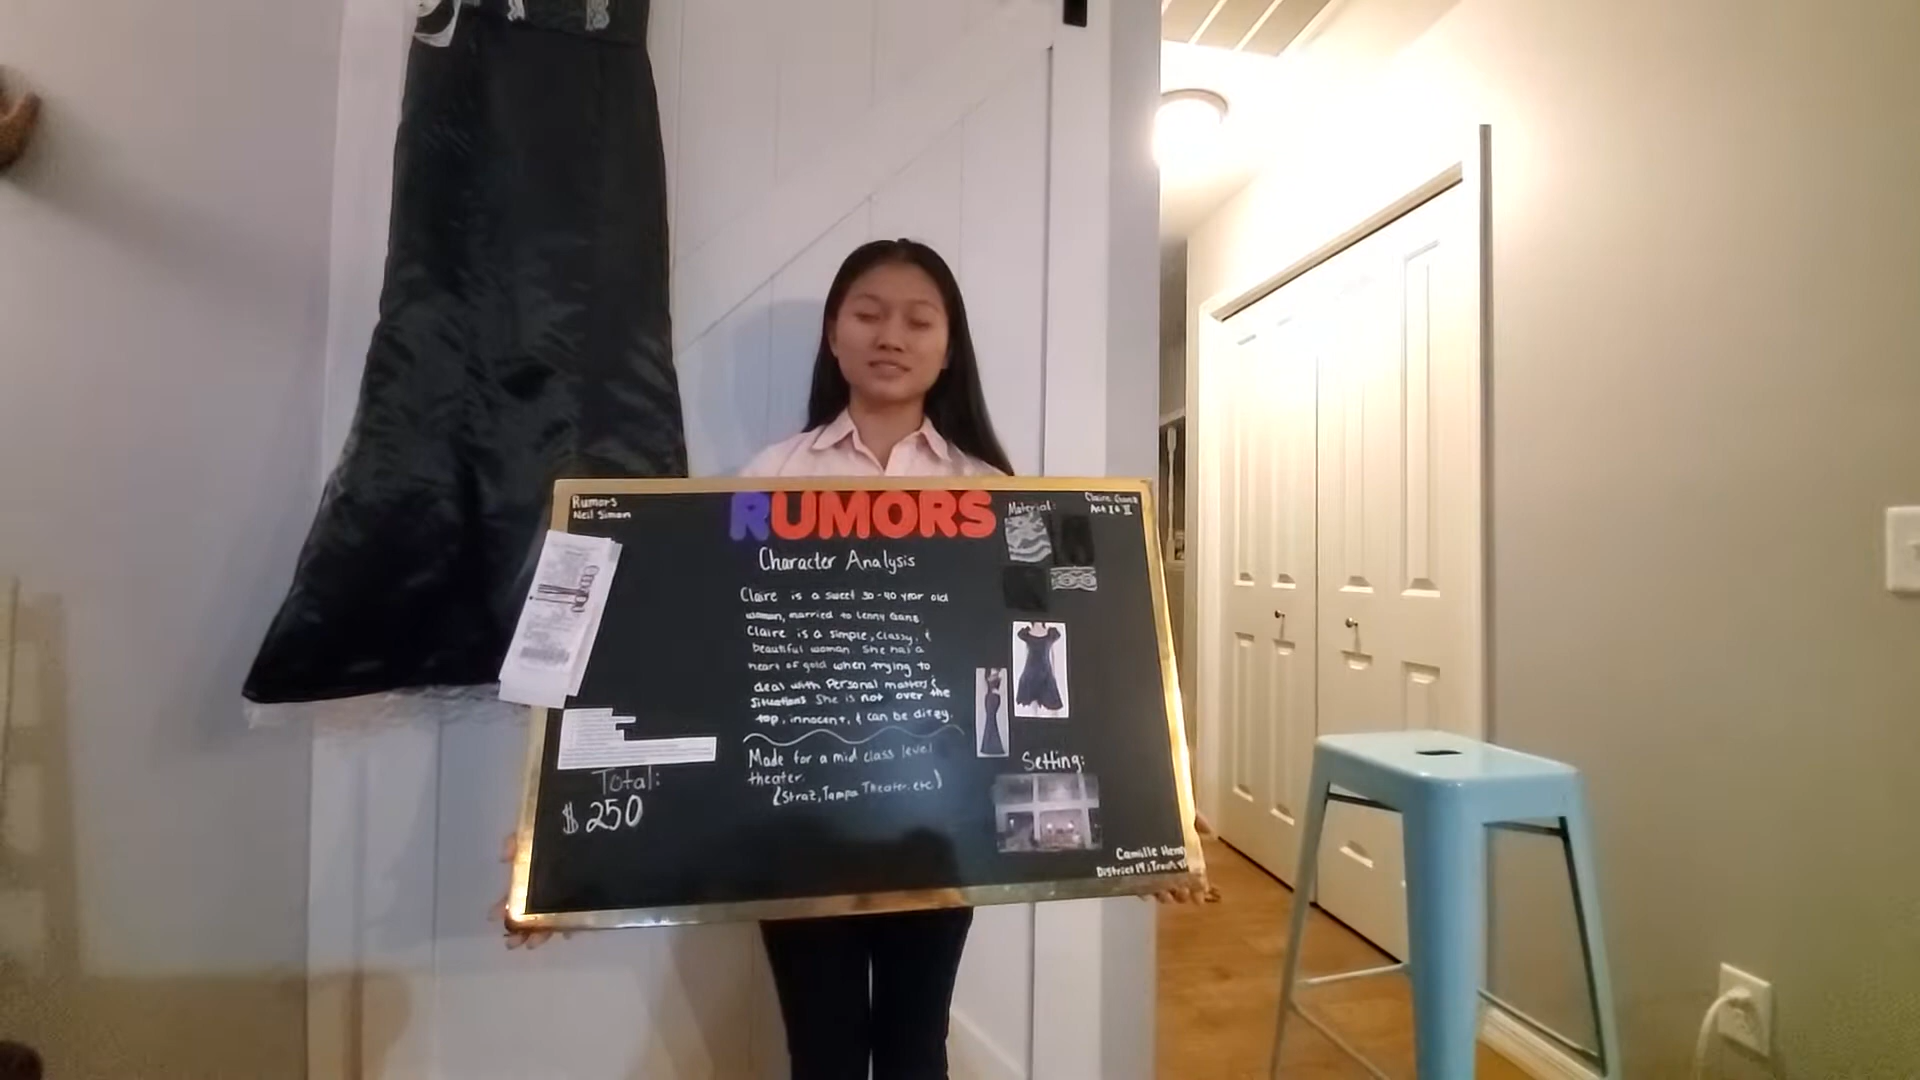 Rumors
Neil Simon
RUMORS
Character Analysis
Claire is a sweet 30-40 year old
woman, married to Lenny Ganz.
Claire is a simple, classy, &
beautiful woman. She has a
heart of gold when trying to
deal with Personal matters &
Situations She is not over the
top, innocent, & can be ditzy.
Made for a mid class level
theater.
(Straz, Tampa Theater. etc)
Total:
$250
Material:
Claire Ganz
Act I & II
Setting:
Camille
District 14; Troupe